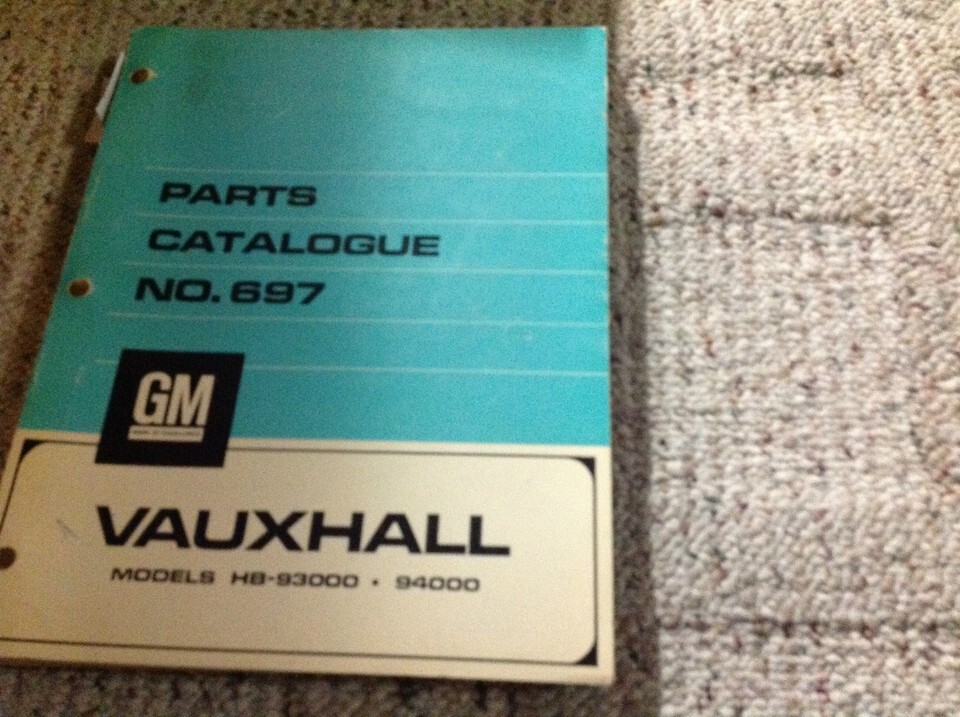 PARTS
CATALOGUE
NO. 697
GM
VAUXHALL
MODELS HB-93000 • 94000